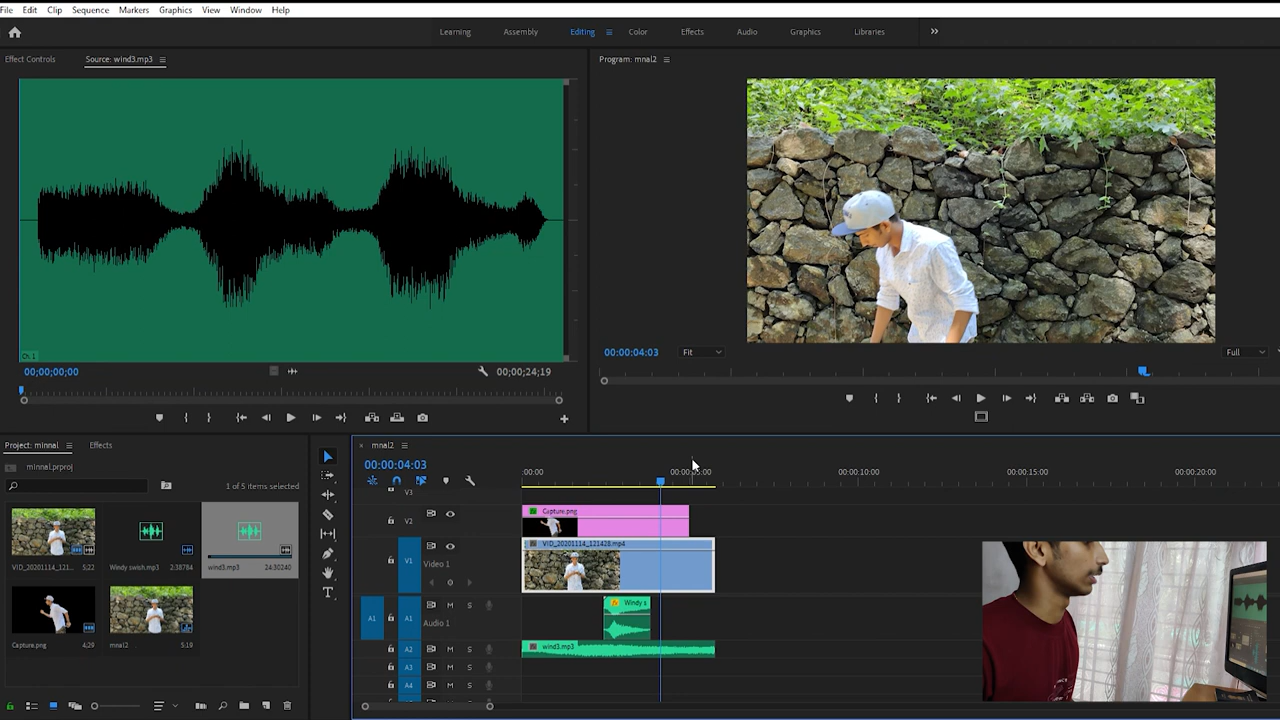 File Edit Clip Sequence Markers Graphics View Window Help
Learning Assembly Editing Color Effects Audio Graphics Libraries
Effect Controls Source: wind3.mp3 Program: mnal2
Ch. 1
00;00;00;00 00;00;24;19
00:00:04:03 Fit Full
Project: minnal Effects
minnal.prproj
1 of 5 items selected
VID_20201114_121... 5;22 Windy swish.mp3 2:38784 wind3.mp3 24:30240
Capture.png 4;29 mnal2 5:19
mnal2
00:00:04:03 :00:00 00:00:05:00 00:00:10:00 00:00:15:00 00:00:20:00
V3
V2 Capture.png
V1 Video 1 VID_20201114_121428.mp4
A1 A1 M S Audio 1 Windy s
A2 M S wind3.mp3
A3 M S
A4 M S